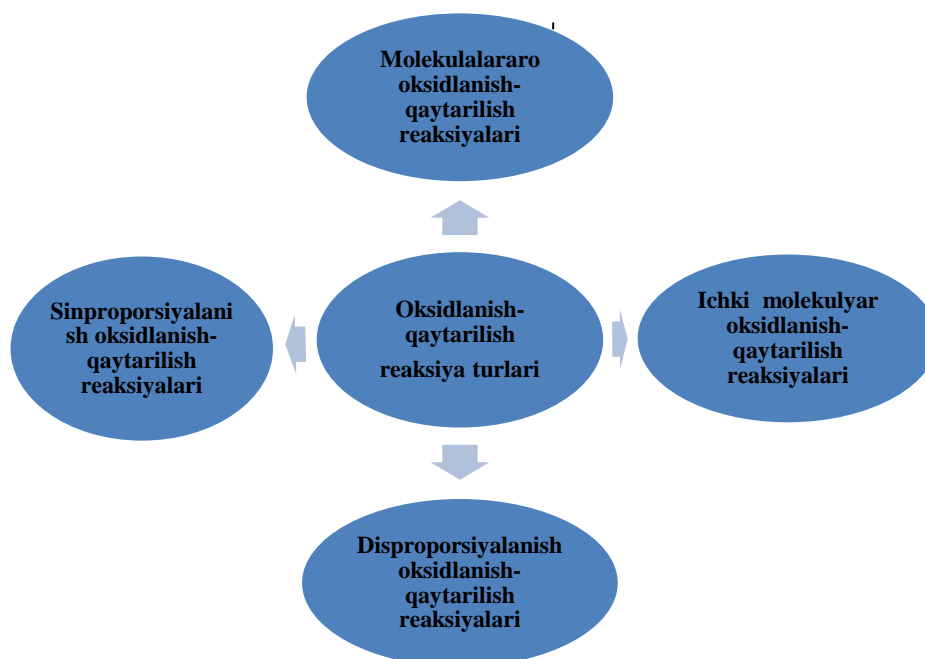 Molekulalararo
oksidlanish-
qaytarilish
reaksiyalari
Sinproporsiyalani
sh oksidlanish-
qaytarilish
reaksiyalari
Oksidlanish-
qaytarilish
reaksiya turlari
Ichki molekulyar
oksidlanish-
qaytarilish
reaksiyalari
Disproporsiyalanish
oksidlanish-
qaytarilish
reaksiyalari